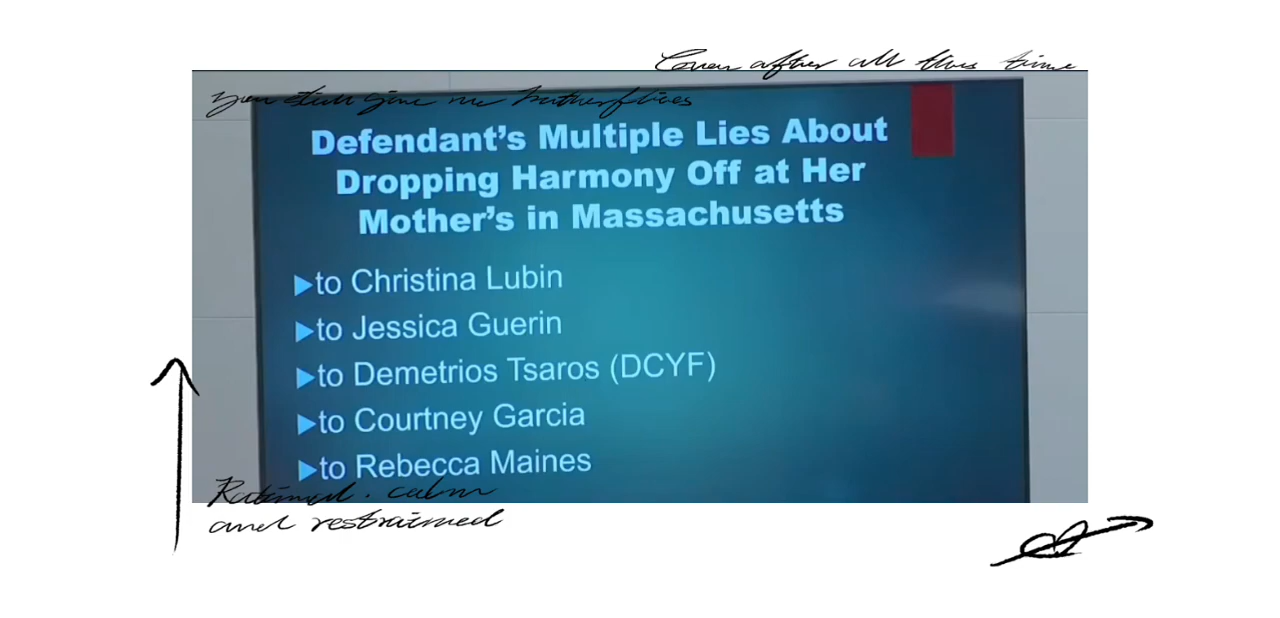 even after all this time
you still give me butterflies
Defendant's Multiple Lies About
Dropping Harmony Off at Her
Mother's in Massachusetts
▶to Christina Lubin
▶to Jessica Guerin
▶to Demetrios Tsaros (DCYF)
▶to Courtney Garcia
▶to Rebecca Maines
calm
and restrained